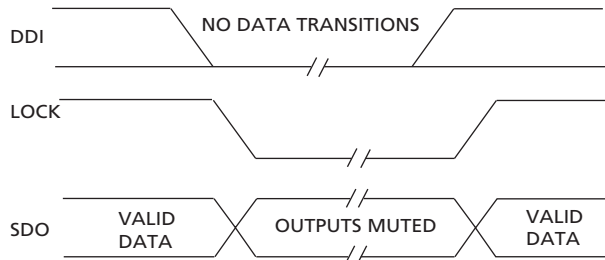 DDI
NO DATA TRANSITIONS
LOCK
SDO
VALID
DATA
OUTPUTS MUTED
VALID
DATA